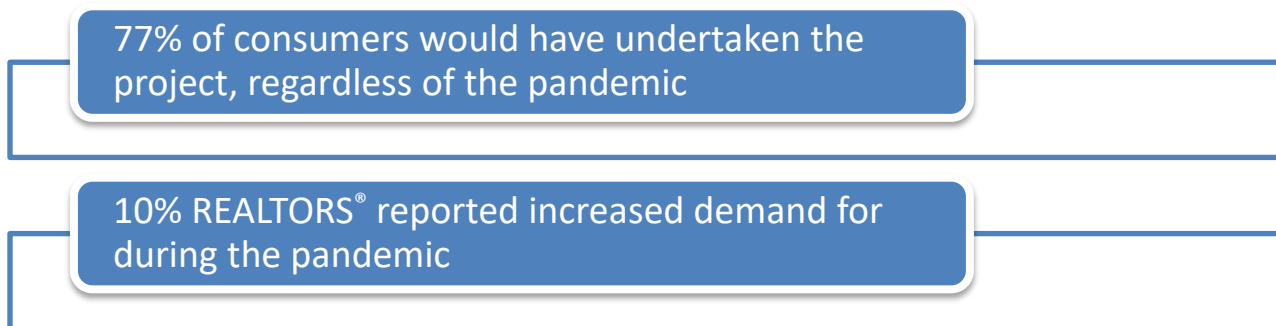 77% of consumers would have undertaken the
project, regardless of the pandemic
10% REALTORS® reported increased demand for
during the pandemic